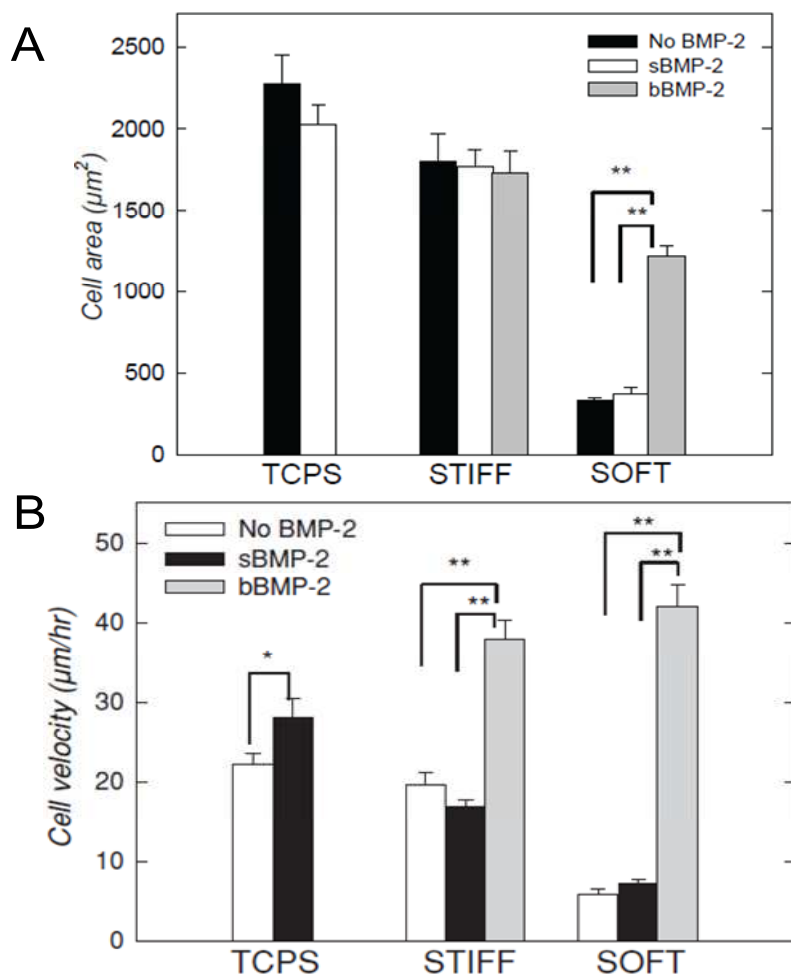 A
2500
2000
1500
1000
500
0
Cell area (µm²)
No BMP-2
sBMP-2
bBMP-2
**
**
TCPS STIFF SOFT
B
50
40
30
20
10
0
Cell velocity (µm/hr)
No BMP-2
sBMP-2
bBMP-2
*
**
**
**
**
TCPS STIFF SOFT